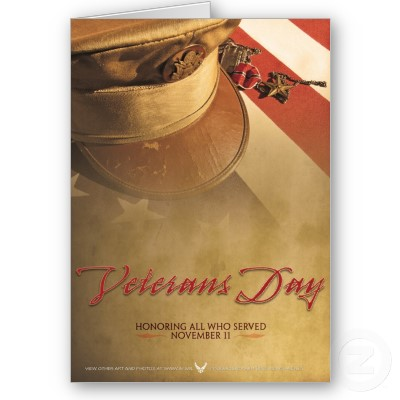 Veterans Day
HONORING ALL WHO SERVED
NOVEMBER 11